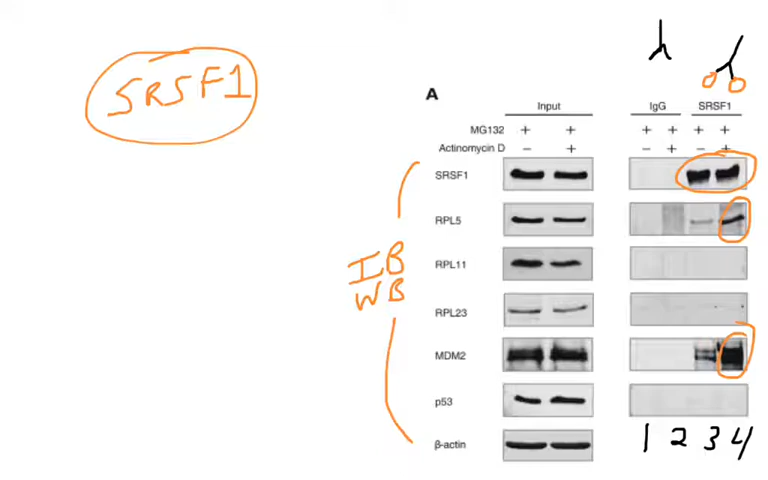 SRSF1
A
Input
IgG
SRSF1
MG132 + + + + + +
Actinomycin D − + − + − +
SRSF1
RPL5
RPL11
RPL23
MDM2
p53
β-actin
IB
WB
1 2 3 4